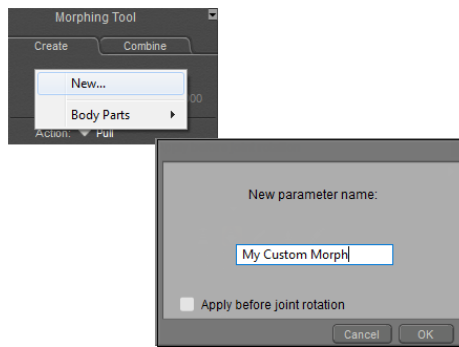 Morphing Tool
Create Combine
New...
00
Body Parts
Action: Pull
New parameter name:
My Custom Morph
Apply before joint rotation
Cancel OK